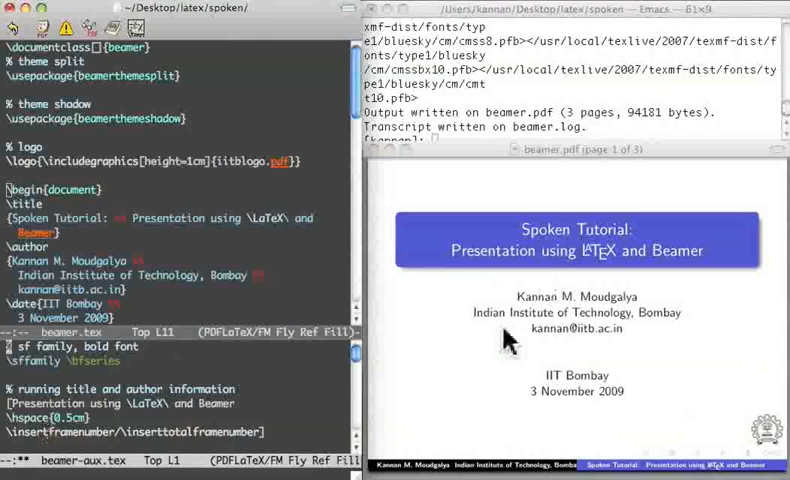 ~/Desktop/latex/spoken/
\documentclass[]{beamer}
% theme split
\usepackage{beamerthemesplit}
% theme shadow
\usepackage{beamerthemeshadow}
% logo
\logo{\includegraphics[height=1cm]{iitblogo.pdf}}
\begin{document}
\title
{Spoken Tutorial: \\ Presentation using \LaTeX\ and
Beamer}
\author
{Kannan M. Moudgalya \\
Indian Institute of Technology, Bombay \\
kannan@iitb.ac.in}
\date{IIT Bombay \\
3 November 2009}
-:-- beamer.tex Top L11 (PDFLaTeX/FM Fly Ref Fill)-
% sf family, bold font
\sffamily \bfseries
% running title and author information
[Presentation using \LaTeX\ and Beamer
\hspace{0.5cm}
\insertframenumber/\inserttotalframenumber]
-:** beamer-aux.tex Top L1 (PDFLaTeX/FM Fly Ref Fill)-
/Users/kannan/Desktop/latex/spoken — Emacs — 61×9
xmf-dist/fonts/typ
e1/bluesky/cm/cmss8.pfb></usr/local/texlive/2007/texmf-dist/f
onts/type1/bluesky
/cm/cmssbx10.pfb></usr/local/texlive/2007/texmf-dist/fonts/ty
pe1/bluesky/cm/cmt
t10.pfb>
Output written on beamer.pdf (3 pages, 94181 bytes).
Transcript written on beamer.log.
[kannan]:
beamer.pdf (page 1 of 3)
Spoken Tutorial:
Presentation using LATEX and Beamer
Kannan M. Moudgalya
Indian Institute of Technology, Bombay
kannan@iitb.ac.in
IIT Bombay
3 November 2009
Kannan M. Moudgalya Indian Institute of Technology, Bomba Spoken Tutorial: Presentation using LATEX and Beamer